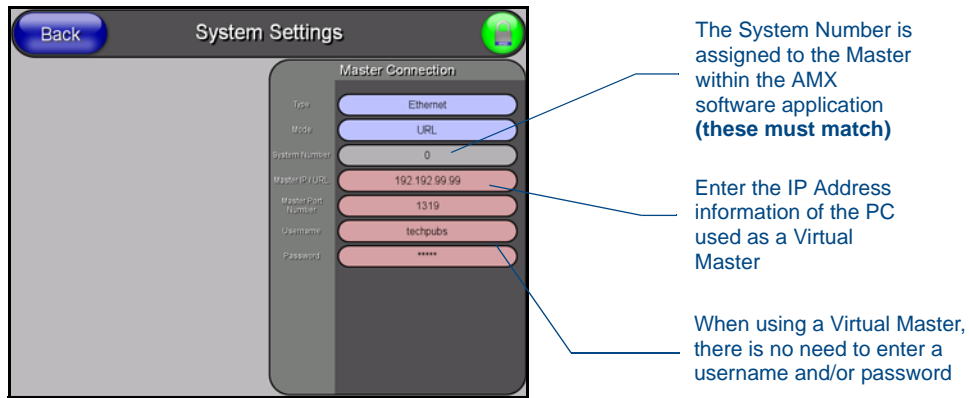 Back
System Settings
Master Connection
Type
Ethernet
Mode
URL
System Number
0
Master IP / URL
192.192.99.99
Master Port
Number
1319
Username
techpubs
Password
*****
The System Number is
assigned to the Master
within the AMX
software application
(these must match)
Enter the IP Address
information of the PC
used as a Virtual
Master
When using a Virtual Master,
there is no need to enter a
username and/or password